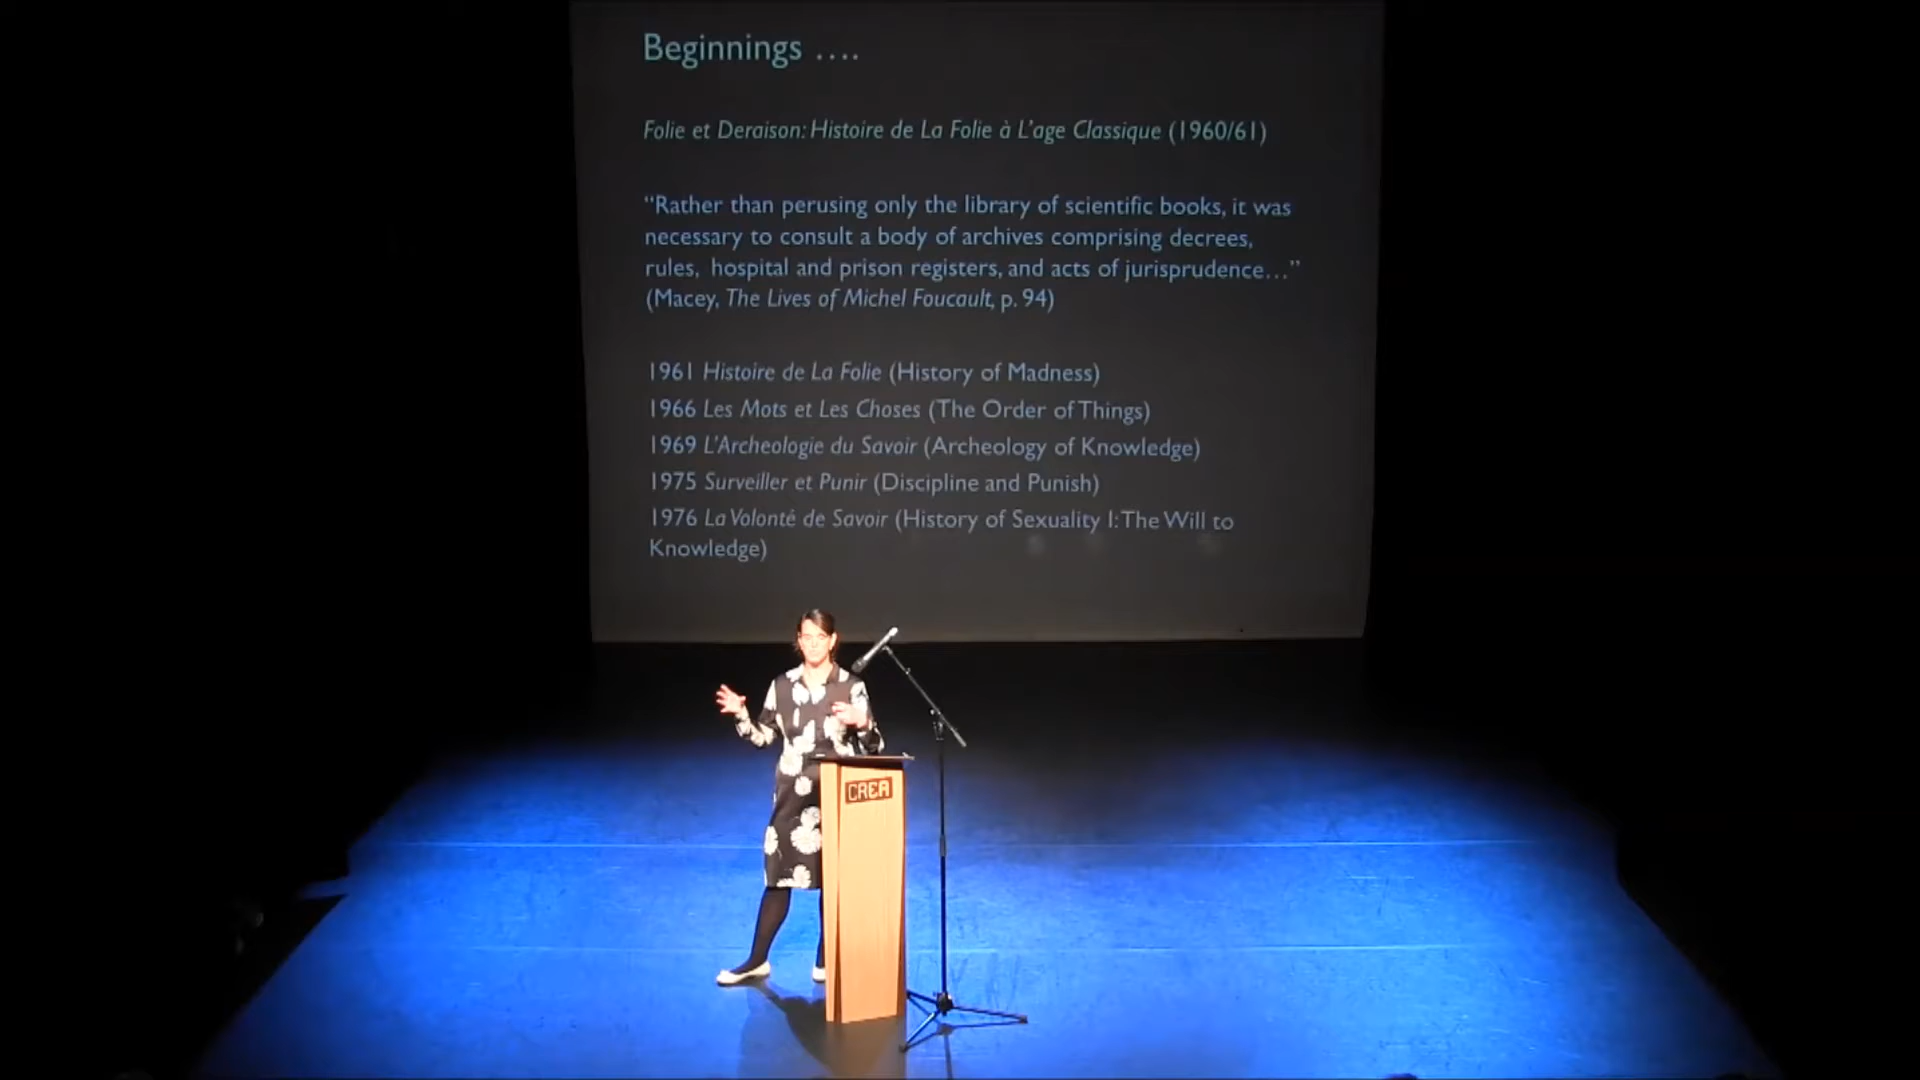 Beginnings ....
Folie et Deraison: Histoire de La Folie à L'age Classique (1960/61)
“Rather than perusing only the library of scientific books, it was
necessary to consult a body of archives comprising decrees,
rules, hospital and prison registers, and acts of jurisprudence...”
(Macey, The Lives of Michel Foucault, p. 94)
1961 Histoire de La Folie (History of Madness)
1966 Les Mots et Les Choses (The Order of Things)
1969 L'Archeologie du Savoir (Archeology of Knowledge)
1975 Surveiller et Punir (Discipline and Punish)
1976 La Volonté de Savoir (History of Sexuality I: The Will to
Knowledge)
CREA